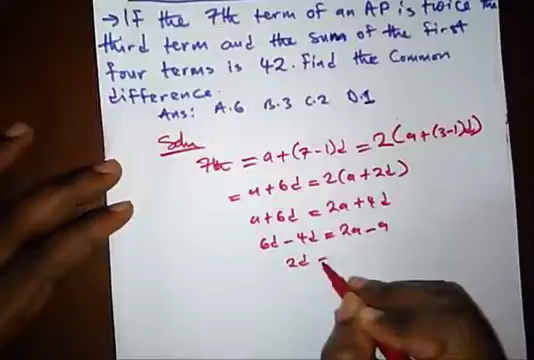 → If the 7th term of an AP is twice the
third term and the sum of the first
four terms is 42. Find the Common
difference.
Ans: A.6 B.3 C.2 D.1
Soln
7th = a+(7-1)d = 2(a+(3-1)d)
= a+6d = 2(a+2d)
a+6d = 2a+4d
6d-4d = 2a-a
2d =